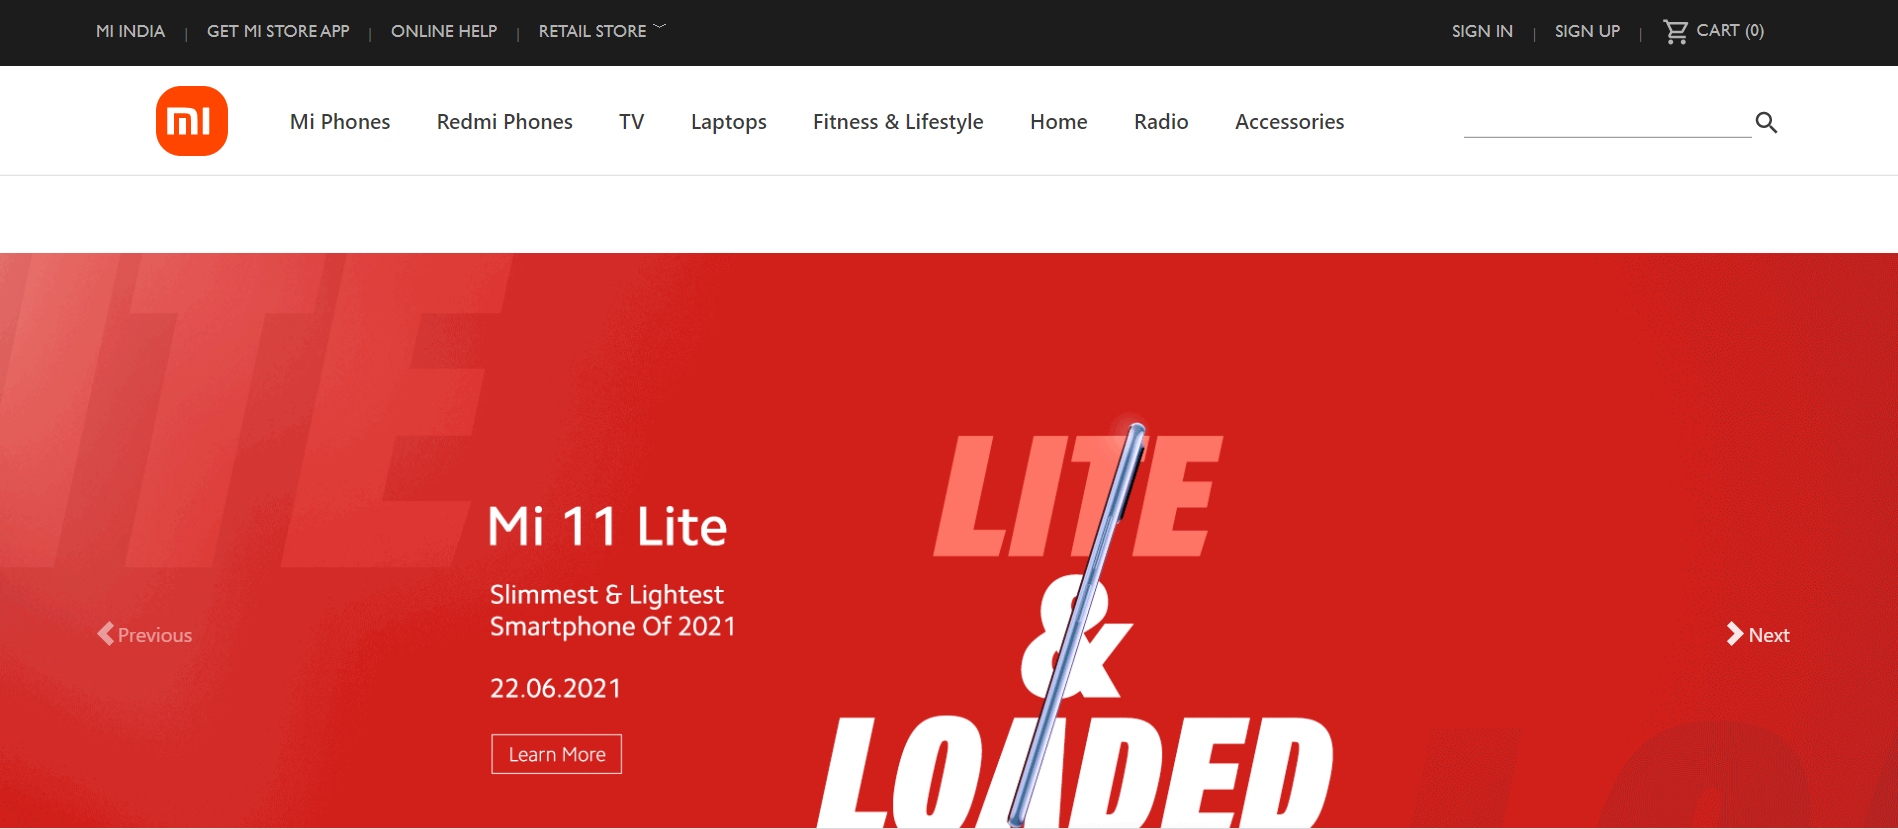 MI INDIA | GET MI STORE APP | ONLINE HELP | RETAIL STORE SIGN IN | SIGN UP | CART (0)
mi Mi Phones Redmi Phones TV Laptops Fitness & Lifestyle Home Radio Accessories
LITE
LITE
&
LOADED
Mi 11 Lite
Slimmest & Lightest
Smartphone Of 2021
22.06.2021
Learn More
Previous
Next